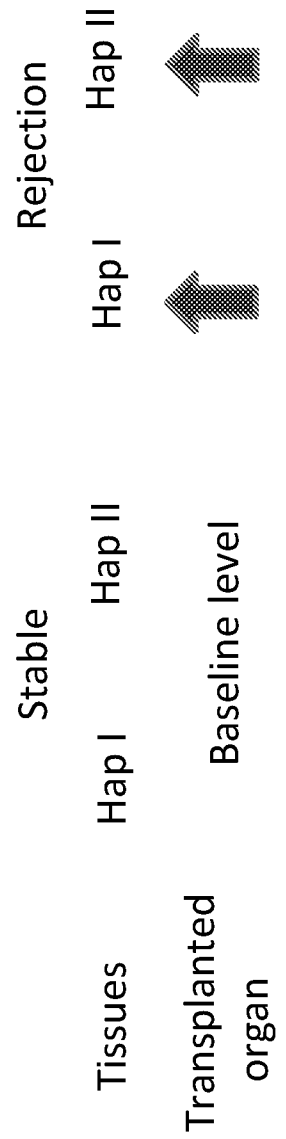 Stable Rejection
Tissues Hap I Hap II Hap I Hap II
Transplanted organ Baseline level